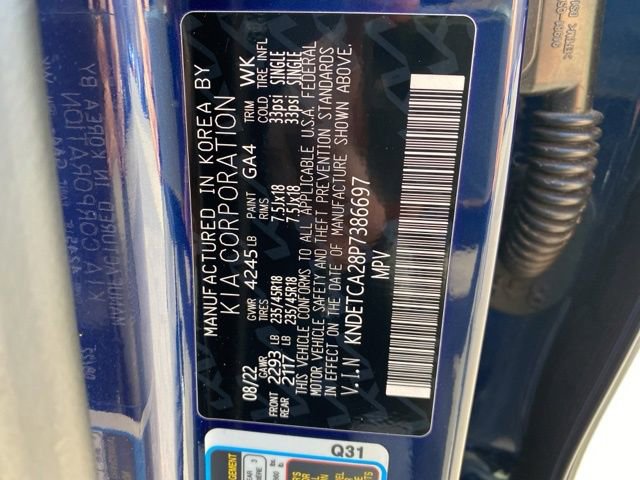 MANUFACTURED IN KOREA BY
KIA CORPORATION
08/22 GVWR 4245 LB PAINT GA4 TRIM WK
GAWR TIRES RIMS COLD TIRE INFL
FRONT 2293 LB 235/45R18 7.5Jx18 33psi SINGLE
REAR 2117 LB 235/45R18 7.5Jx18 33psi SINGLE
THIS VEHICLE CONFORMS TO ALL APPLICABLE U.S.A. FEDERAL
MOTOR VEHICLE SAFETY AND THEFT PREVENTION STANDARDS
IN EFFECT ON THE DATE OF MANUFACTURE SHOWN ABOVE.
V.I.N KNDETCA28P7386697
MPV
Q31